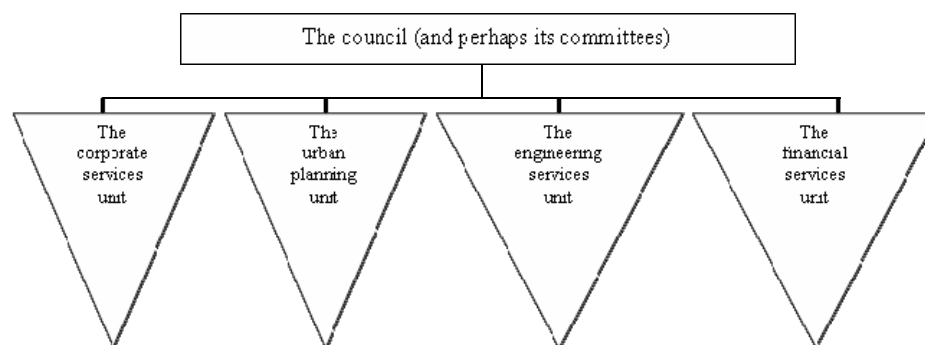 The council (and perhaps its committees)
The
corporate
services
unit
The
urban
planning
unit
The
engineering
services
unit
The
financial
services
unit